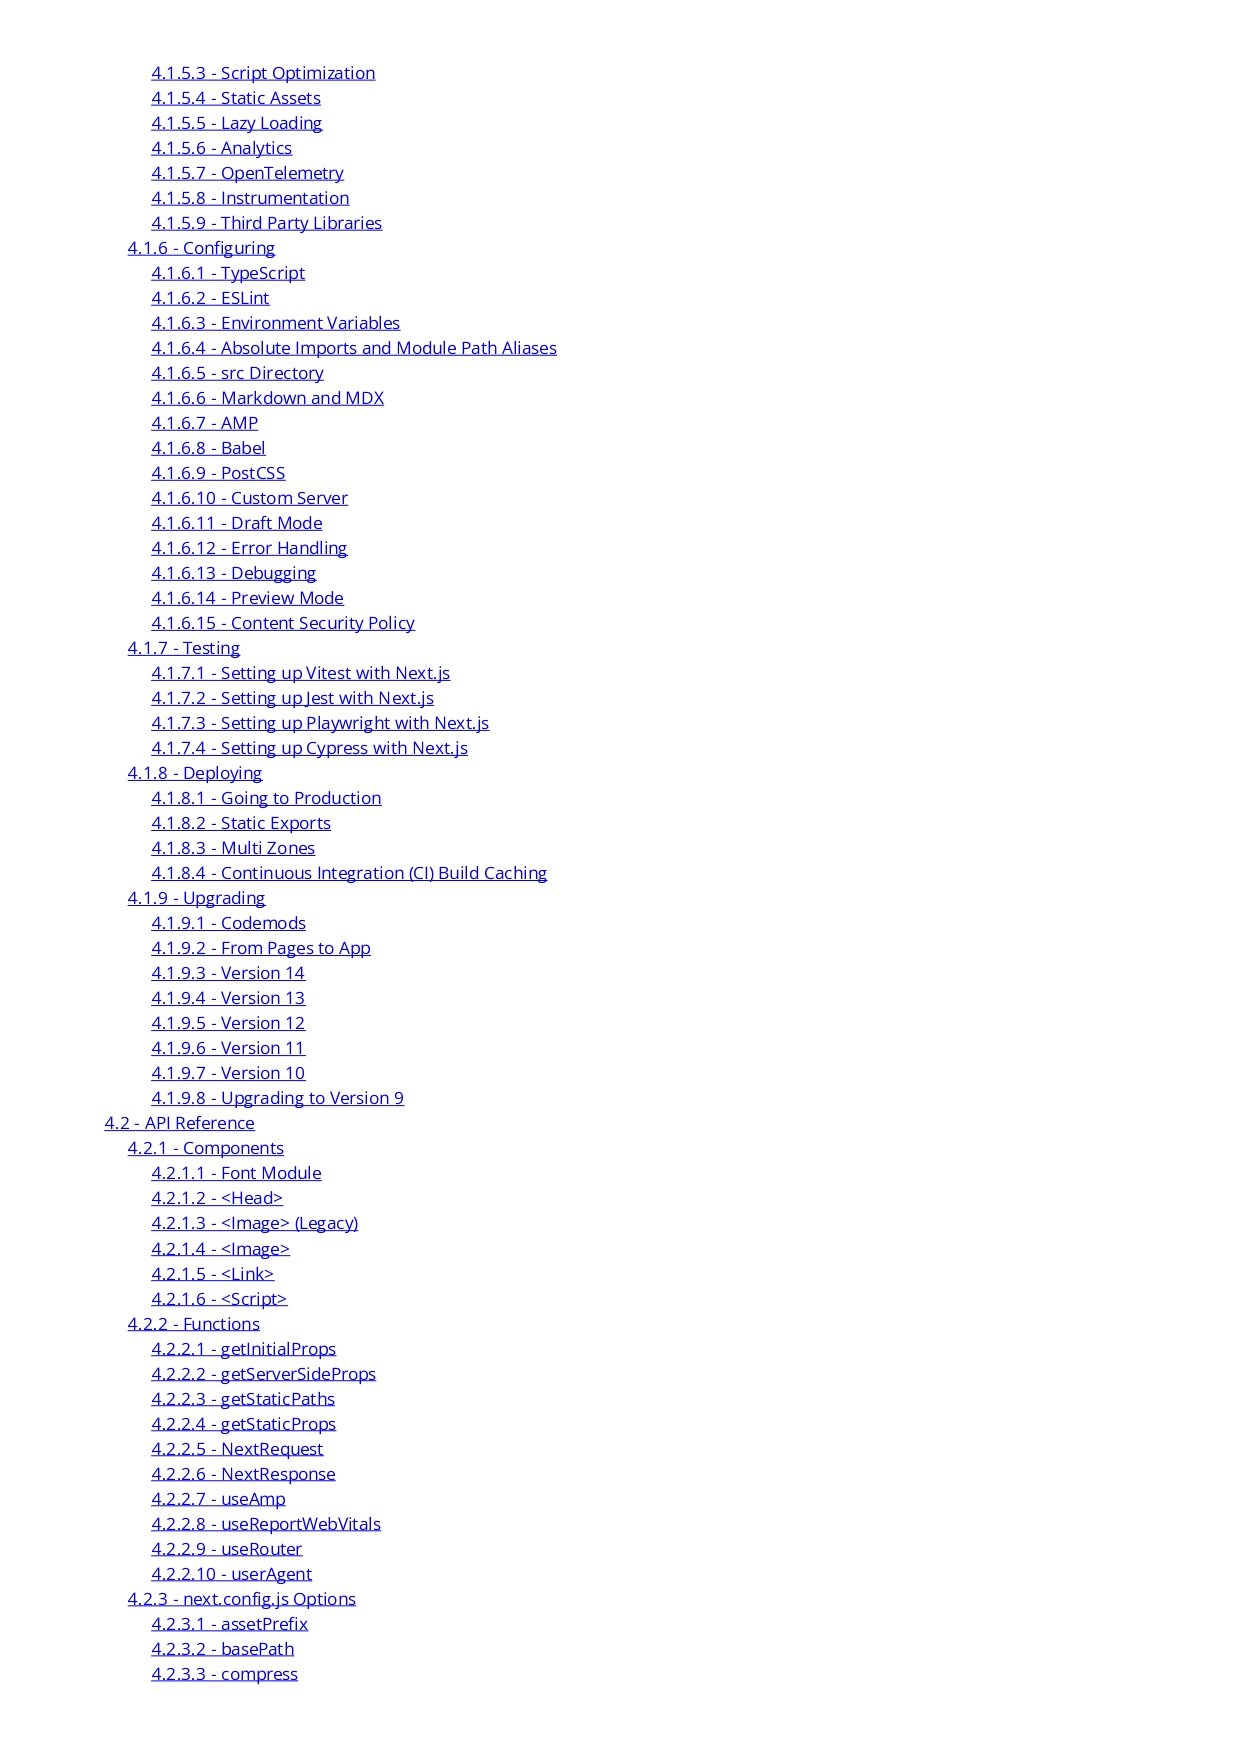 4.1.5.3 - Script Optimization
4.1.5.4 - Static Assets
4.1.5.5 - Lazy Loading
4.1.5.6 - Analytics
4.1.5.7 - OpenTelemetry
4.1.5.8 - Instrumentation
4.1.5.9 - Third Party Libraries
4.1.6 - Configuring
4.1.6.1 - TypeScript
4.1.6.2 - ESLint
4.1.6.3 - Environment Variables
4.1.6.4 - Absolute Imports and Module Path Aliases
4.1.6.5 - src Directory
4.1.6.6 - Markdown and MDX
4.1.6.7 - AMP
4.1.6.8 - Babel
4.1.6.9 - PostCSS
4.1.6.10 - Custom Server
4.1.6.11 - Draft Mode
4.1.6.12 - Error Handling
4.1.6.13 - Debugging
4.1.6.14 - Preview Mode
4.1.6.15 - Content Security Policy
4.1.7 - Testing
4.1.7.1 - Setting up Vitest with Next.js
4.1.7.2 - Setting up Jest with Next.js
4.1.7.3 - Setting up Playwright with Next.js
4.1.7.4 - Setting up Cypress with Next.js
4.1.8 - Deploying
4.1.8.1 - Going to Production
4.1.8.2 - Static Exports
4.1.8.3 - Multi Zones
4.1.8.4 - Continuous Integration (CI) Build Caching
4.1.9 - Upgrading
4.1.9.1 - Codemods
4.1.9.2 - From Pages to App
4.1.9.3 - Version 14
4.1.9.4 - Version 13
4.1.9.5 - Version 12
4.1.9.6 - Version 11
4.1.9.7 - Version 10
4.1.9.8 - Upgrading to Version 9
4.2 - API Reference
4.2.1 - Components
4.2.1.1 - Font Module
4.2.1.2 - <Head>
4.2.1.3 - <Image> (Legacy)
4.2.1.4 - <Image>
4.2.1.5 - <Link>
4.2.1.6 - <Script>
4.2.2 - Functions
4.2.2.1 - getInitialProps
4.2.2.2 - getServerSideProps
4.2.2.3 - getStaticPaths
4.2.2.4 - getStaticProps
4.2.2.5 - NextRequest
4.2.2.6 - NextResponse
4.2.2.7 - useAmp
4.2.2.8 - useReportWebVitals
4.2.2.9 - useRouter
4.2.2.10 - userAgent
4.2.3 - next.config.js Options
4.2.3.1 - assetPrefix
4.2.3.2 - basePath
4.2.3.3 - compress